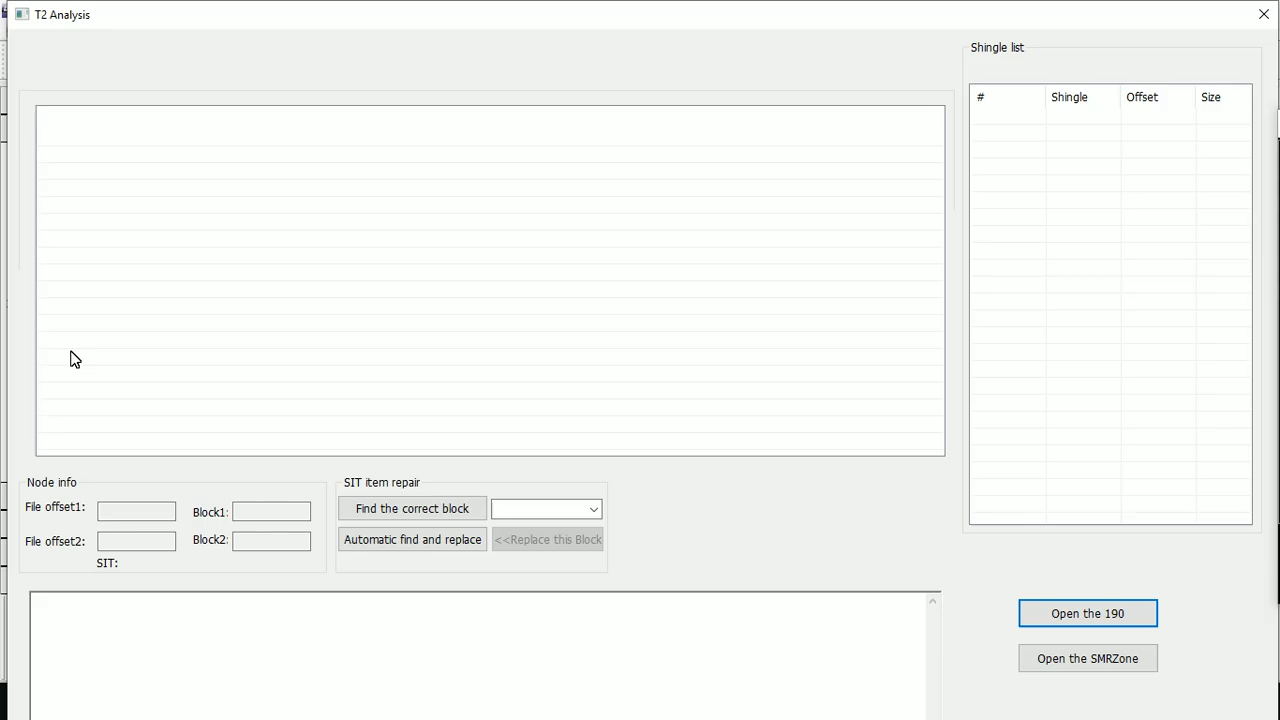 T2 Analysis
Shingle list
# Shingle Offset Size
Node info
File offset1:
Block1:
File offset2:
Block2:
SIT:
SIT item repair
Find the correct block
Automatic find and replace
<<Replace this Block
Open the 190
Open the SMRZone